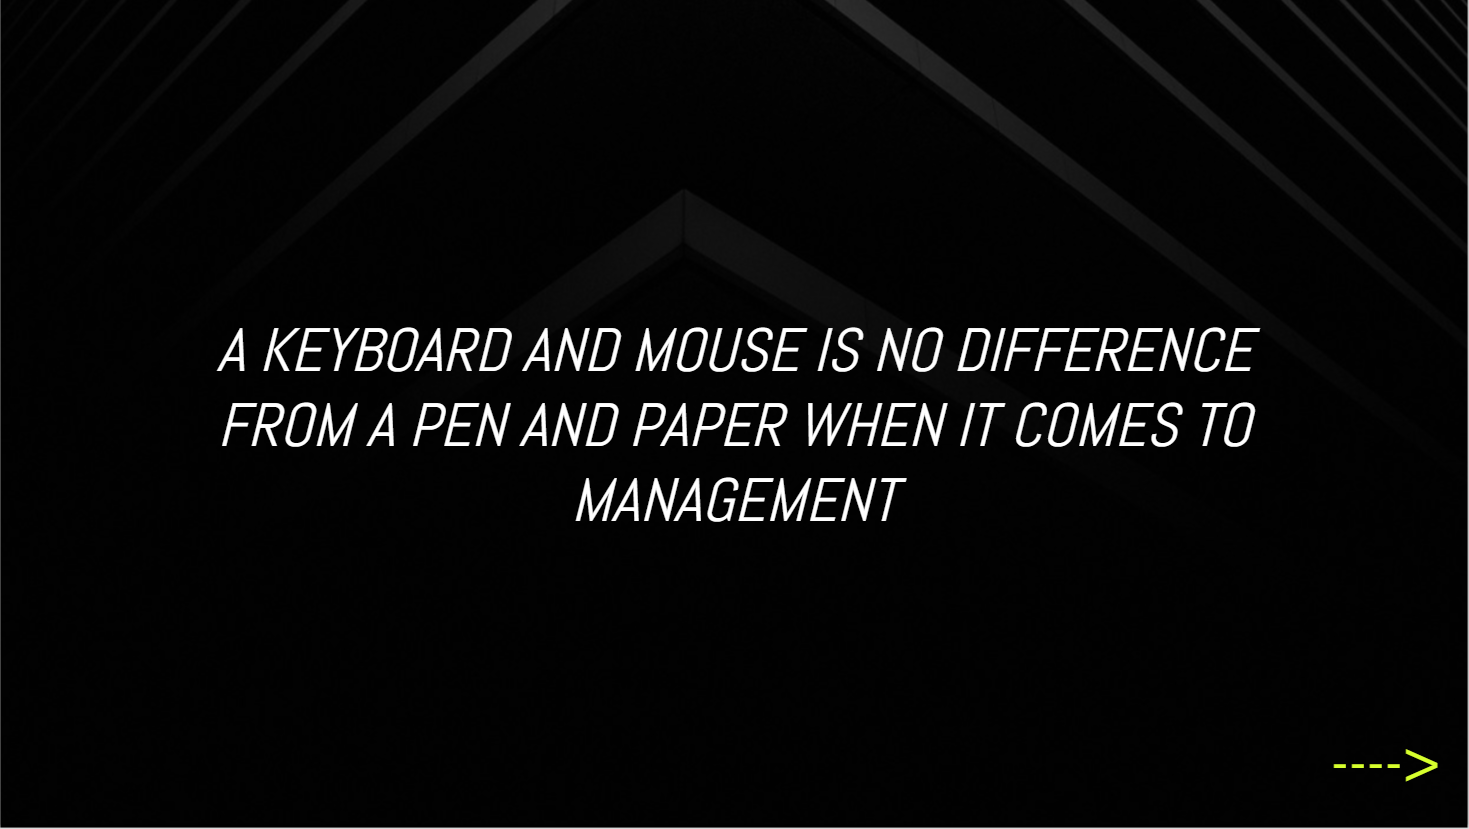 A KEYBOARD AND MOUSE IS NO DIFFERENCE
FROM A PEN AND PAPER WHEN IT COMES TO
MANAGEMENT
---->